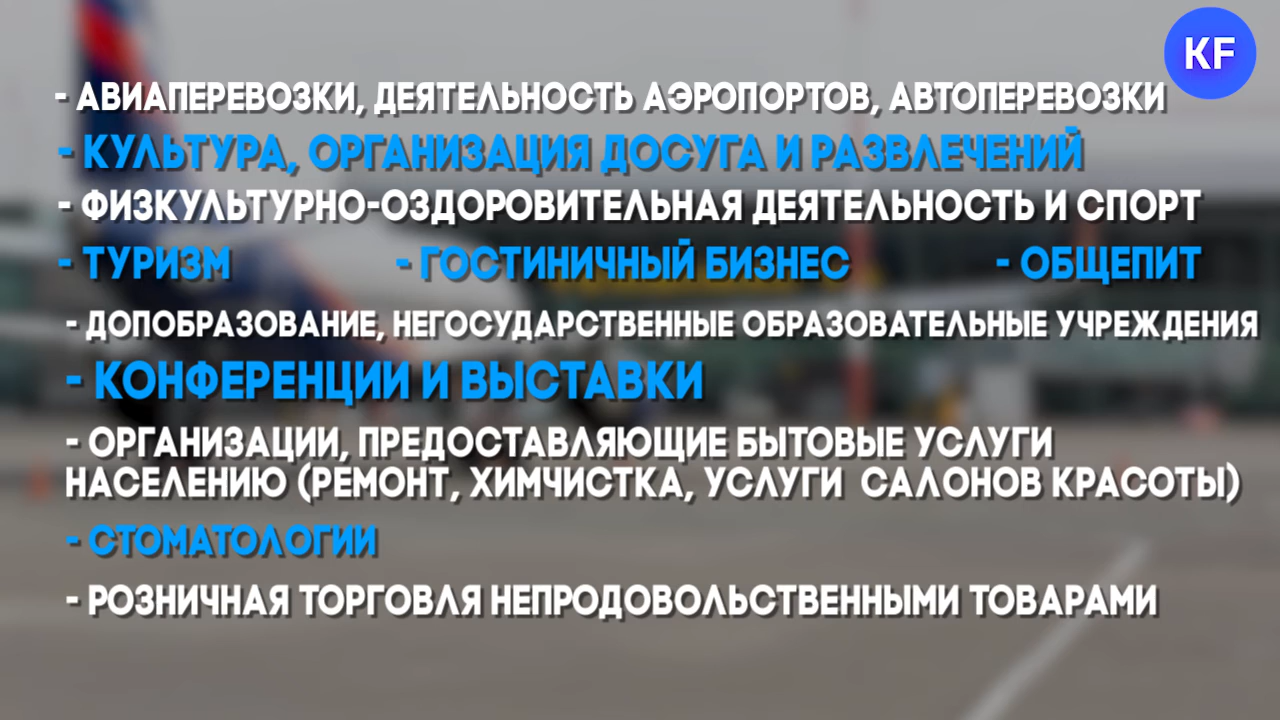 KF
- АВИАПЕРЕВОЗКИ, ДЕЯТЕЛЬНОСТЬ АЭРОПОРТОВ, АВТОПЕРЕВОЗКИ
- КУЛЬТУРА, ОРГАНИЗАЦИЯ ДОСУГА И РАЗВЛЕЧЕНИЙ
- ФИЗКУЛЬТУРНО-ОЗДОРОВИТЕЛЬНАЯ ДЕЯТЕЛЬНОСТЬ И СПОРТ
- ТУРИЗМ - ГОСТИНИЧНЫЙ БИЗНЕС - ОБЩЕПИТ
- ДОПОБРАЗОВАНИЕ, НЕГОСУДАРСТВЕННЫЕ ОБРАЗОВАТЕЛЬНЫЕ УЧРЕЖДЕНИЯ
- КОНФЕРЕНЦИИ И ВЫСТАВКИ
- ОРГАНИЗАЦИИ, ПРЕДОСТАВЛЯЮЩИЕ БЫТОВЫЕ УСЛУГИ
НАСЕЛЕНИЮ (РЕМОНТ, ХИМЧИСТКА, УСЛУГИ САЛОНОВ КРАСОТЫ)
- СТОМАТОЛОГИИ
- РОЗНИЧНАЯ ТОРГОВЛЯ НЕПРОДОВОЛЬСТВЕННЫМИ ТОВАРАМИ